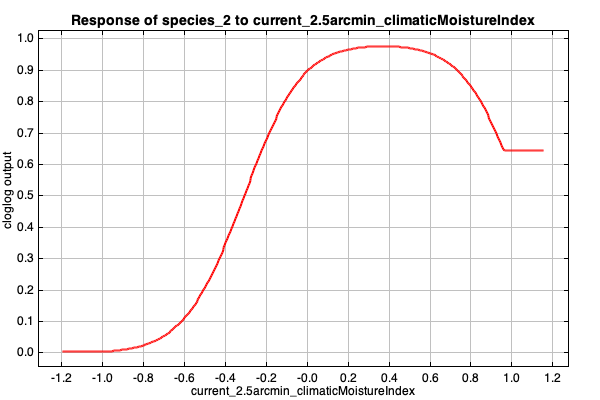 Response of species_2 to current_2.5arcmin_climaticMoistureIndex
cloglog output
1.0
0.9
0.8
0.7
0.6
0.5
0.4
0.3
0.2
0.1
0.0
-1.2 -1.0 -0.8 -0.6 -0.4 -0.2 -0.0 0.2 0.4 0.6 0.8 1.0 1.2
current_2.5arcmin_climaticMoistureIndex